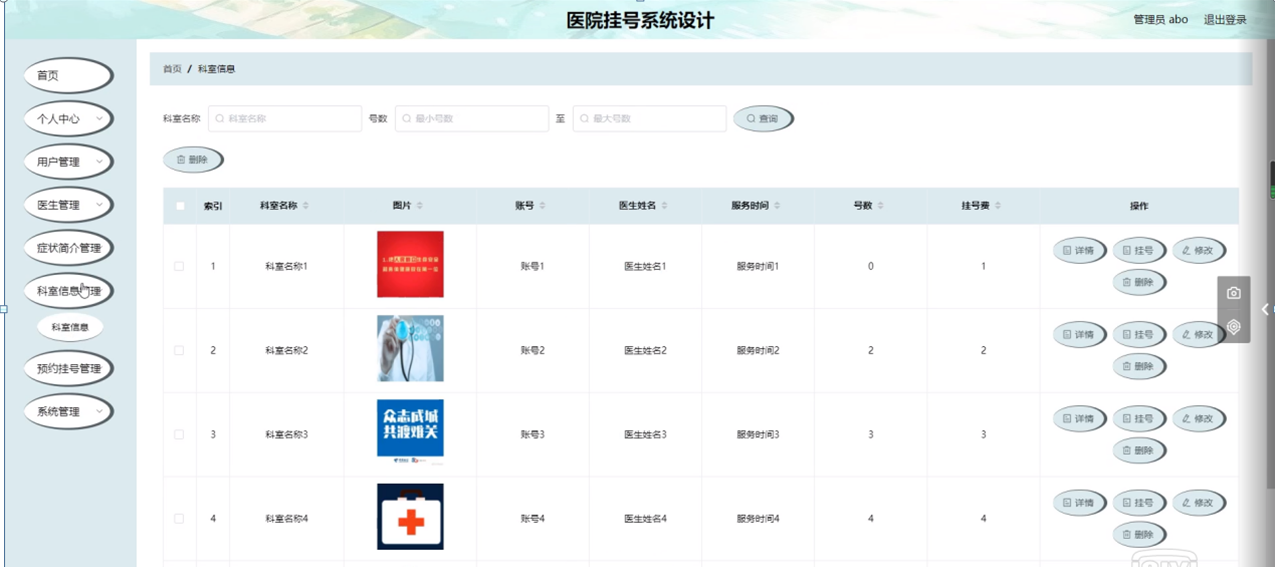 医院挂号系统设计
管理员 abo 退出登录
首页
个人中心
用户管理
医生管理
症状简介管理
科室信息管理
科室信息
预约挂号管理
系统管理
首页 / 科室信息
科室名称 科室名称 号数 最小号数 至 最大号数 查询
删除
索引 科室名称 图片 账号 医生姓名 服务时间 号数 挂号费 操作
1 科室名称1 账号1 医生姓名1 服务时间1 0 1 详情 挂号 修改
删除
2 科室名称2 账号2 医生姓名2 服务时间2 2 2 详情 挂号 修改
删除
众志成城
共渡难关
3 科室名称3 账号3 医生姓名3 服务时间3 3 3 详情 挂号 修改
删除
4 科室名称4 账号4 医生姓名4 服务时间4 4 4 详情 挂号 修改
删除